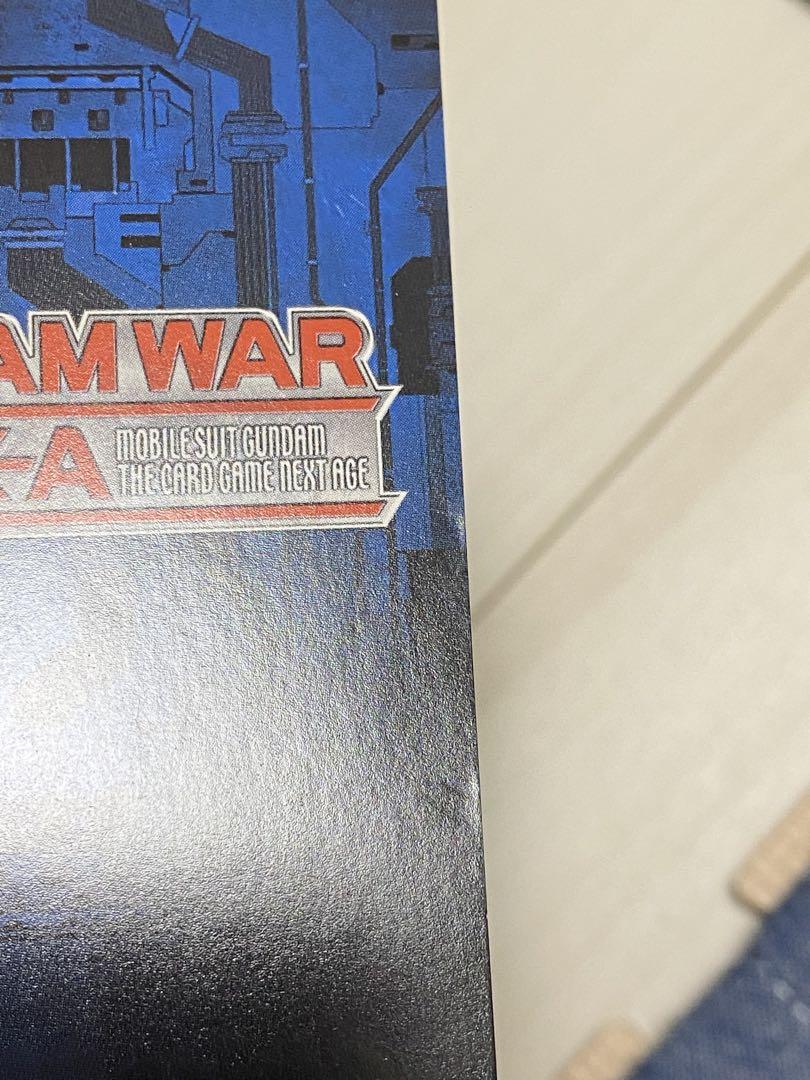 AM WAR
-A
MOBILE SUIT GUNDAM
THE CARD GAME NEXT AGE